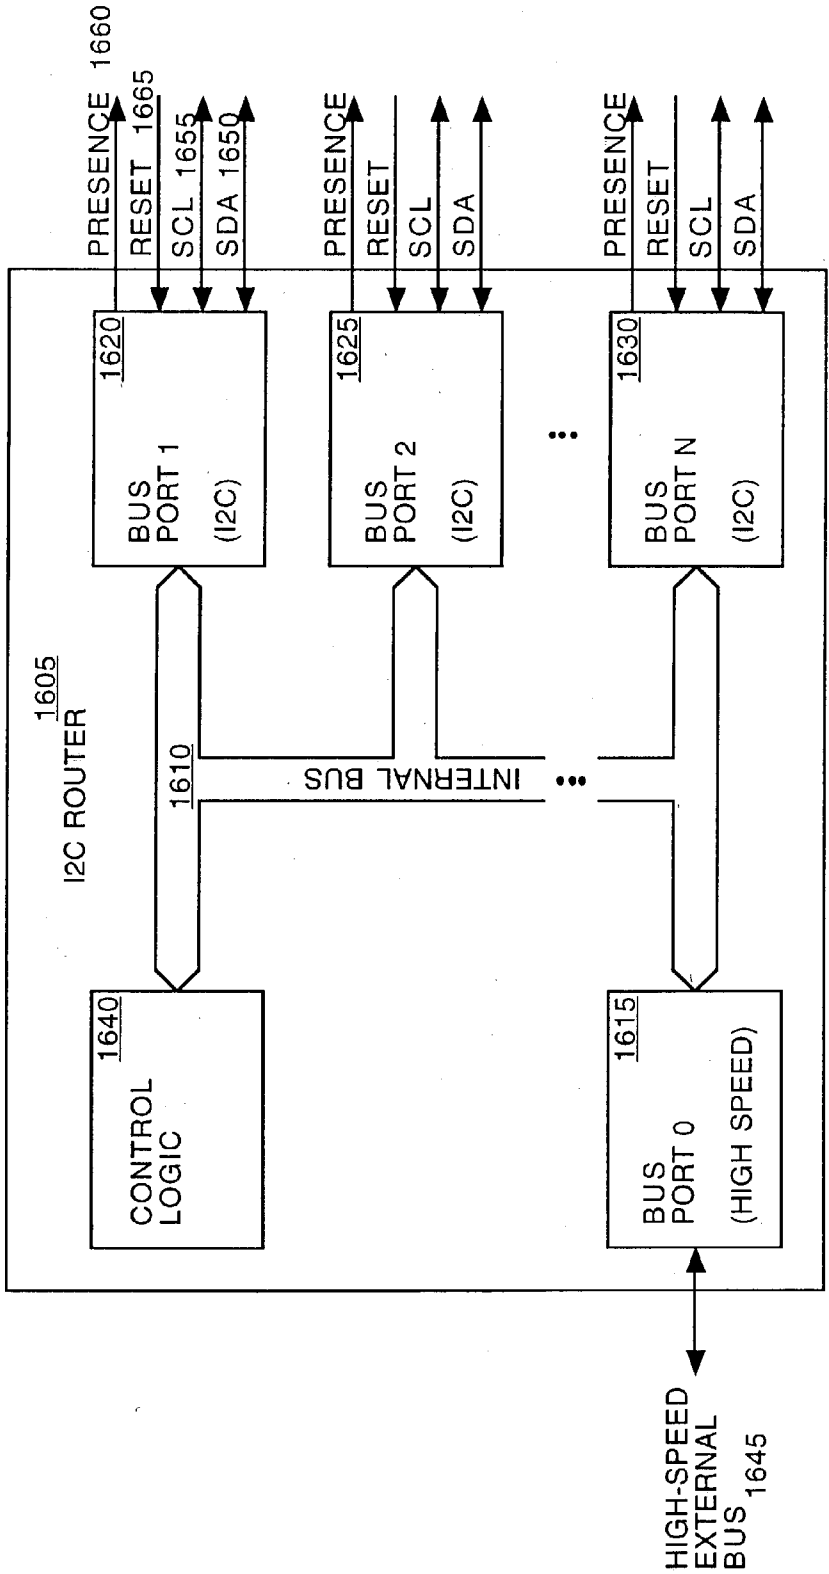 I2C ROUTER 1605
CONTROL
LOGIC
1640
INTERNAL BUS
1610
BUS
PORT 1
(I2C)
1620
PRESENCE 1660
RESET 1665
SCL 1655
SDA 1650
BUS
PORT 2
(I2C)
1625
PRESENCE
RESET
SCL
SDA
...
...
BUS
PORT 0
(HIGH SPEED)
1615
BUS
PORT N
(I2C)
1630
PRESENCE
RESET
SCL
SDA
HIGH-SPEED
EXTERNAL
BUS 1645